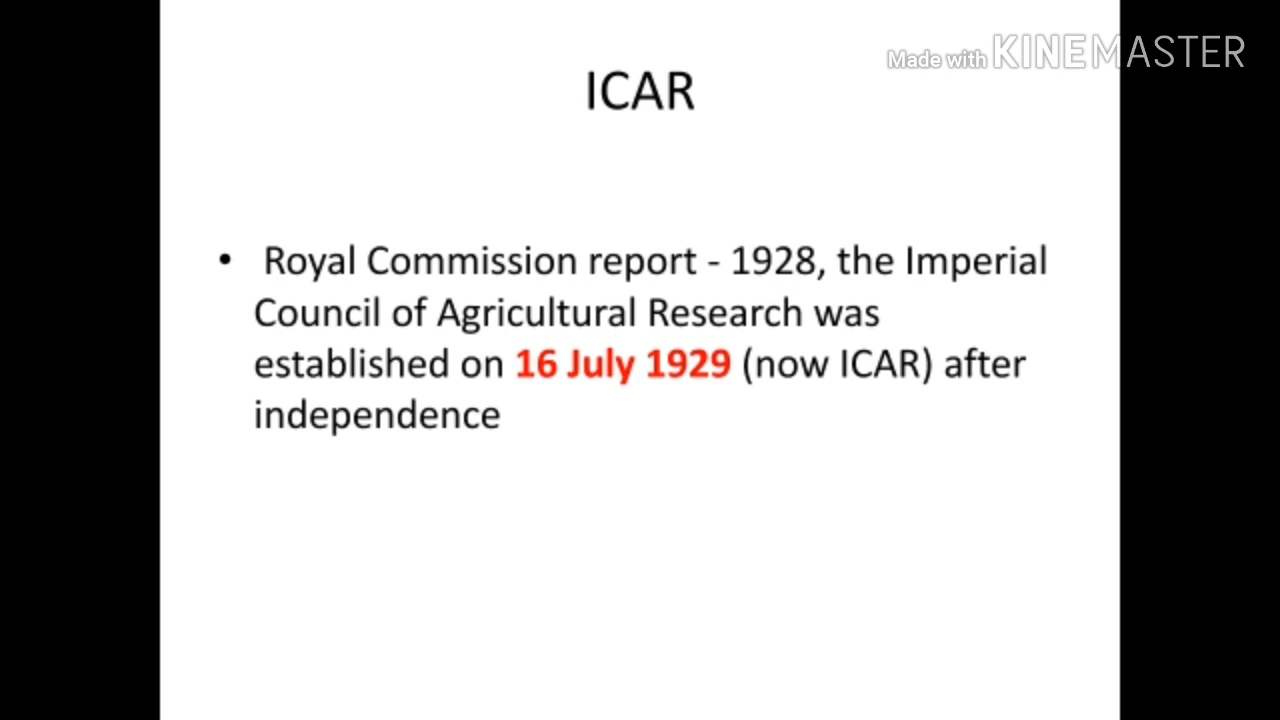 Made with KINEMASTER
ICAR
• Royal Commission report - 1928, the Imperial
Council of Agricultural Research was
established on 16 July 1929 (now ICAR) after
independence